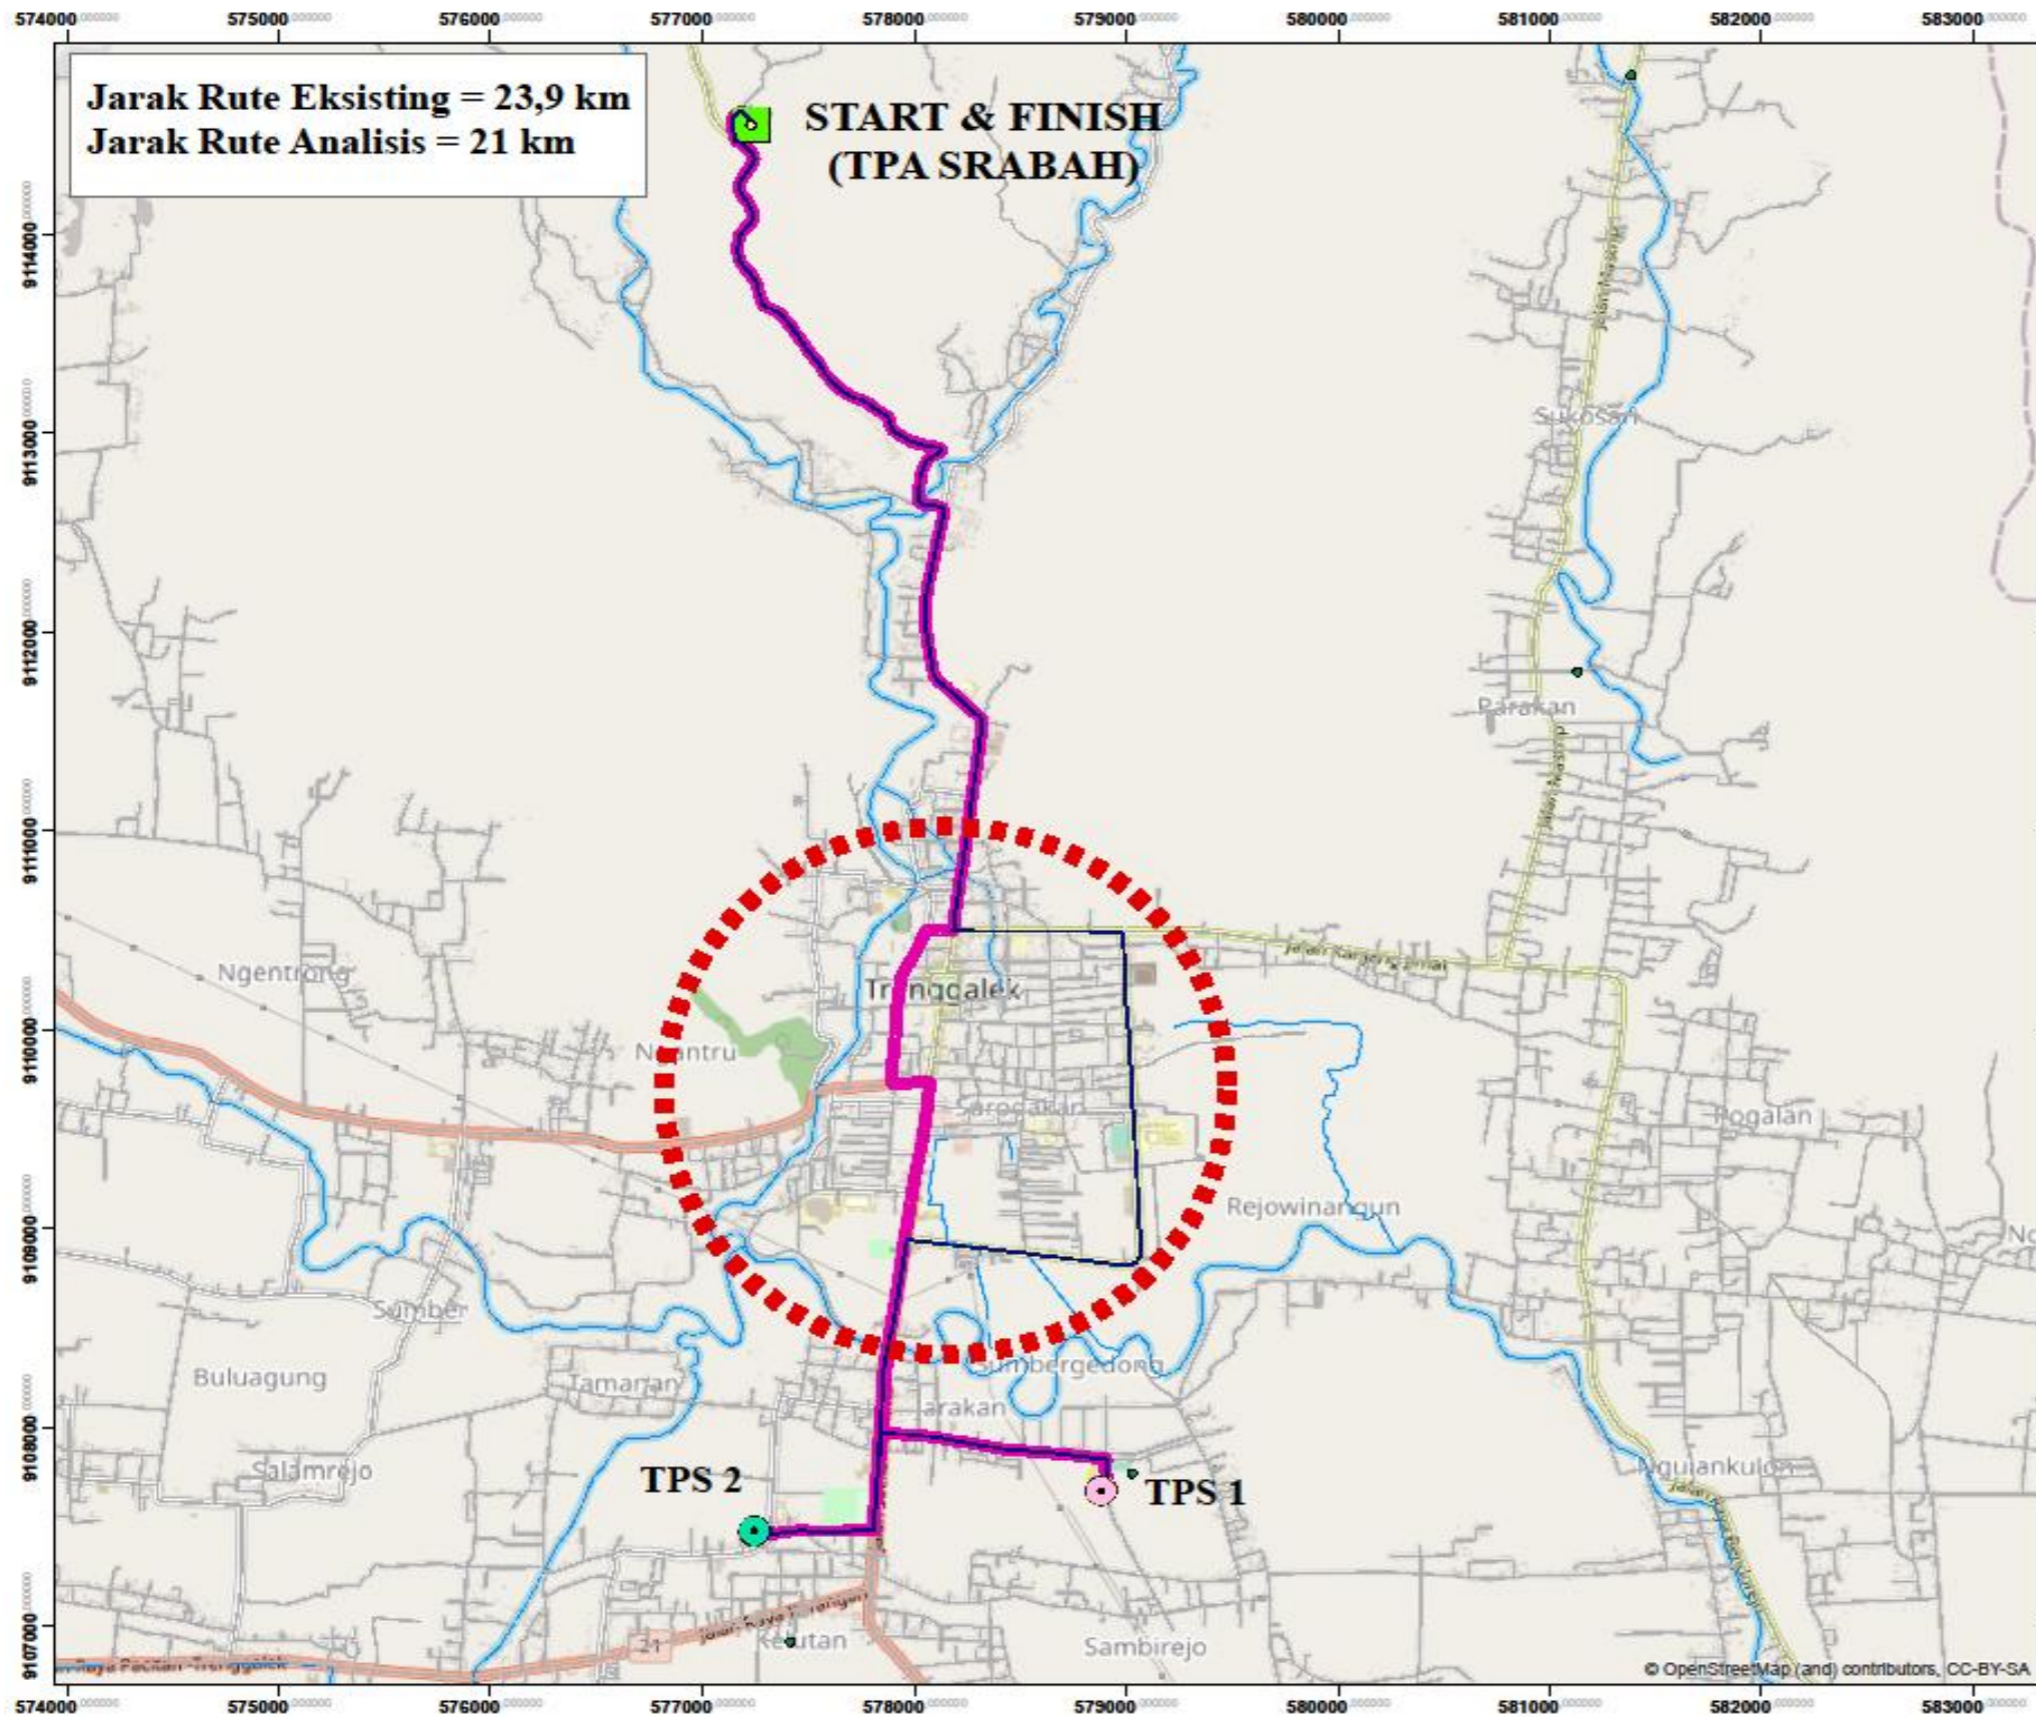 574000
575000
576000
577000
578000
579000
580000
581000
582000
583000
Jarak Rute Eksisting = 23,9 km
Jarak Rute Analisis = 21 km
START & FINISH
(TPA SRABAH)
9114000
9113000
9112000
9111000
9110000
9109000
9108000
9107000
Sukosari
Parakan
Ngentrong
Trenggalek
Ngantru
Pogalan
Rejowinangun
Sumber
Buluagung
Tamanan
Sumbergedong
arakan
Salamrejo
TPS 2
TPS 1
Ngulankulon
21
Kelutan
Sambirejo
© OpenStreetMap (and) contributors, CC-BY-SA
574000
575000
576000
577000
578000
579000
580000
581000
582000
583000